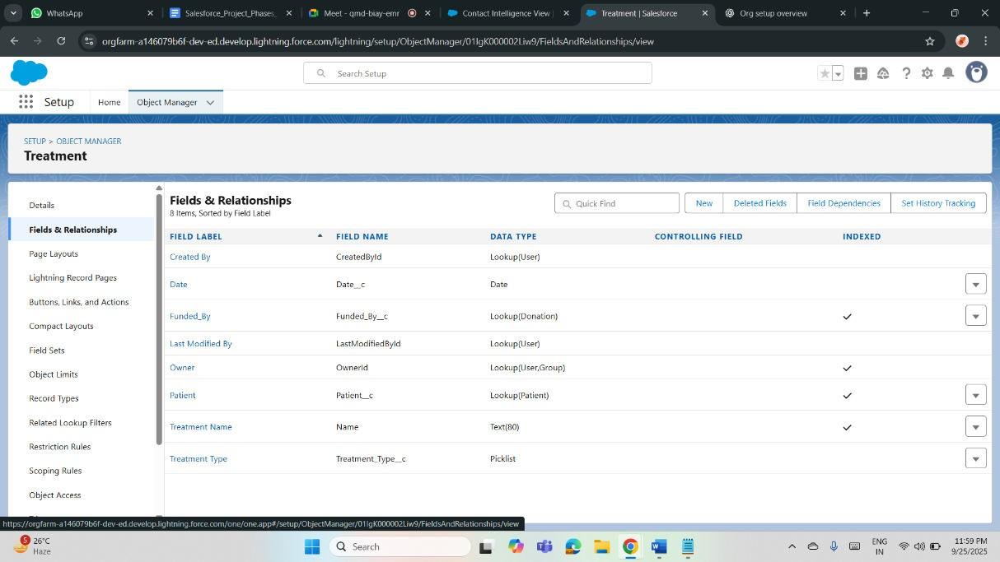 WhatsApp
Salesforce_Project_Phases_
Meet - qmd-biay-emr
Contact Intelligence View |
Treatment | Salesforce
Org setup overview
orgfarm-a146079b6f-dev-ed.develop.lightning.force.com/lightning/setup/ObjectManager/01IgK000002Liw9/FieldsAndRelationships/view
Search Setup
Setup
Home
Object Manager
SETUP > OBJECT MANAGER
Treatment
Details
Fields & Relationships
Page Layouts
Lightning Record Pages
Buttons, Links, and Actions
Compact Layouts
Field Sets
Object Limits
Record Types
Related Lookup Filters
Restriction Rules
Scoping Rules
Object Access
Fields & Relationships
8 Items, Sorted by Field Label
Quick Find
New
Deleted Fields
Field Dependencies
Set History Tracking
FIELD LABEL FIELD NAME DATA TYPE CONTROLLING FIELD INDEXED
Created By CreatedById Lookup(User)
Date Date__c Date
Funded_By Funded_By__c Lookup(Donation)
Last Modified By LastModifiedById Lookup(User)
Owner OwnerId Lookup(User,Group)
Patient Patient__c Lookup(Patient)
Treatment Name Name Text(80)
Treatment Type Treatment_Type__c Picklist
https://orgfarm-a146079b6f-dev-ed.develop.lightning.force.com/one/one.app#/setup/ObjectManager/01IgK000002Liw9/FieldsAndRelationships/view
5
26°C
Haze
Search
ENG
IN
11:59 PM
9/25/2025